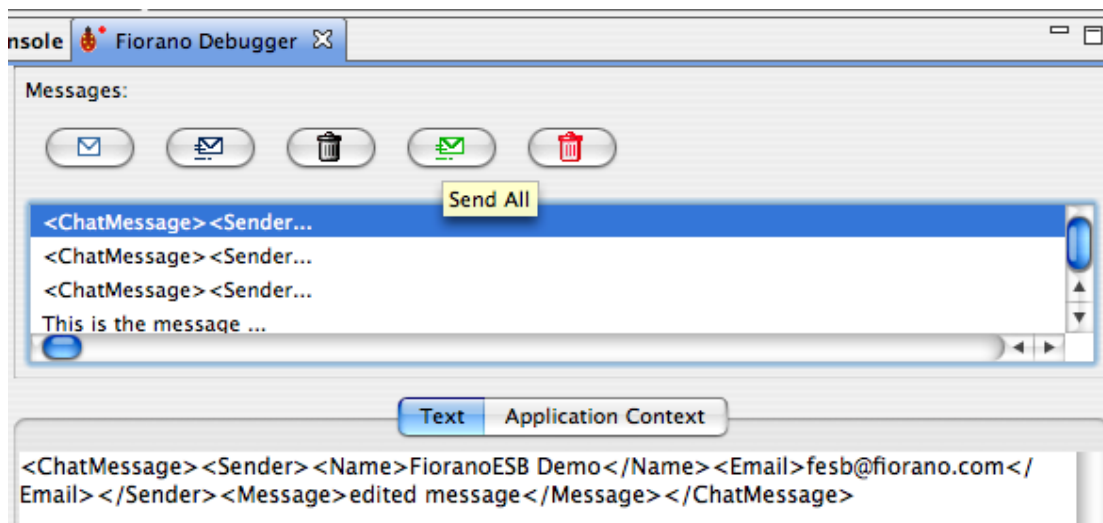 nsole Fiorano Debugger
Messages:
Send All
<ChatMessage><Sender...
<ChatMessage><Sender...
<ChatMessage><Sender...
This is the message ...
Text Application Context
<ChatMessage><Sender><Name>FioranoESB Demo</Name><Email>fesb@fiorano.com</
Email></Sender><Message>edited message</Message></ChatMessage>